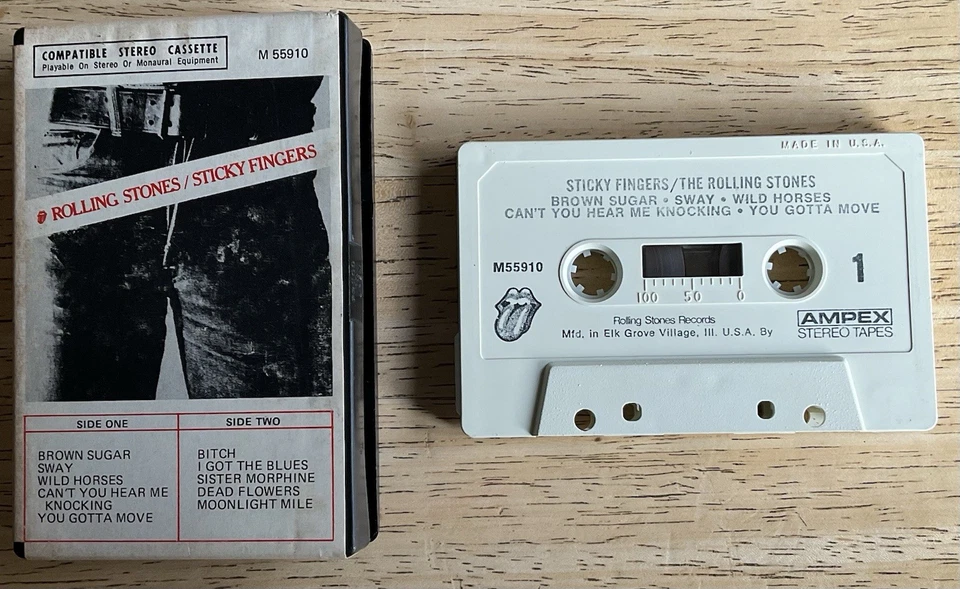 COMPATIBLE STEREO CASSETTE
Playable On Stereo Or Monaural Equipment
M 55910
ROLLING STONES / STICKY FINGERS
SIDE ONE
BROWN SUGAR
SWAY
WILD HORSES
CAN'T YOU HEAR ME
KNOCKING
YOU GOTTA MOVE
SIDE TWO
BITCH
I GOT THE BLUES
SISTER MORPHINE
DEAD FLOWERS
MOONLIGHT MILE
MADE IN U.S.A.
STICKY FINGERS/THE ROLLING STONES
BROWN SUGAR • SWAY • WILD HORSES
CAN'T YOU HEAR ME KNOCKING • YOU GOTTA MOVE
M55910
100 50 0
1
Rolling Stones Records
Mfd. in Elk Grove Village, Ill. U.S.A. By
AMPEX
STEREO TAPES